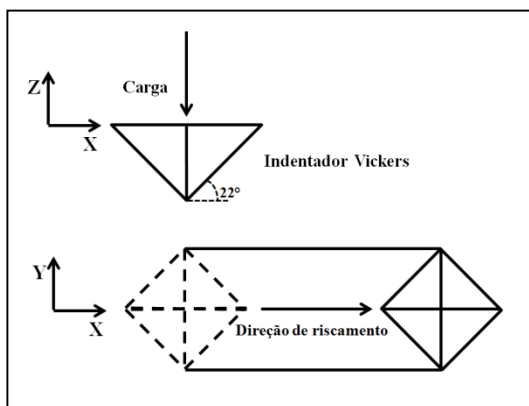 Carga
Z
X
Indentador Vickers
22°
Y
X
Direção de riscamento